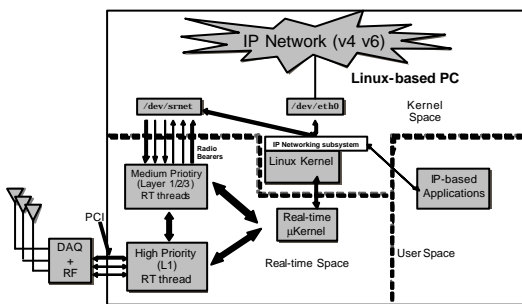 IP Network (v4 v6)
Linux-based PC
/dev/srnet
/dev/eth0
Kernel
Space
Radio
Bearers
IP Networking subsystem
Linux Kernel
Medium Priotiry
(Layer 1/2/3)
RT threads
IP-based
Applications
PCI
Real-time
µKernel
DAQ
+
RF
High Priority
(L1)
RT thread
Real-time Space
User Space